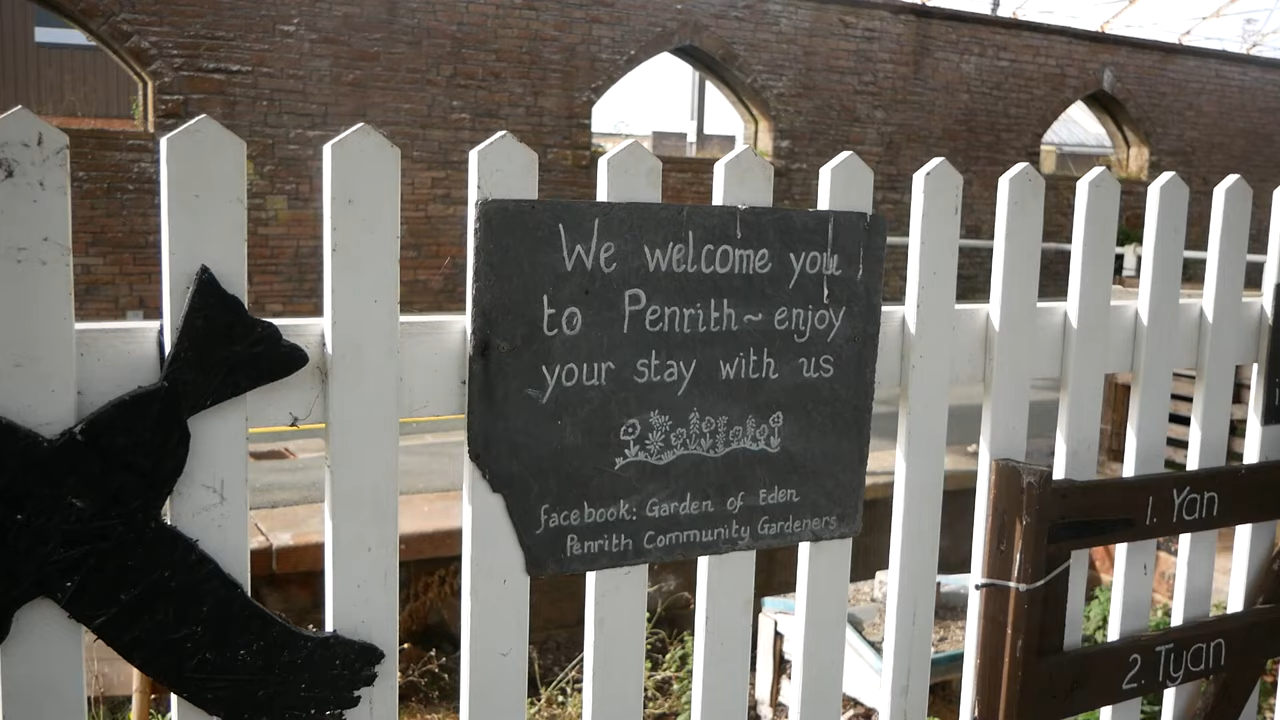 We welcome you
to Penrith ~ enjoy
your stay with us
facebook: Garden of Eden
Penrith Community Gardeners
1. Yan
2. Tyan